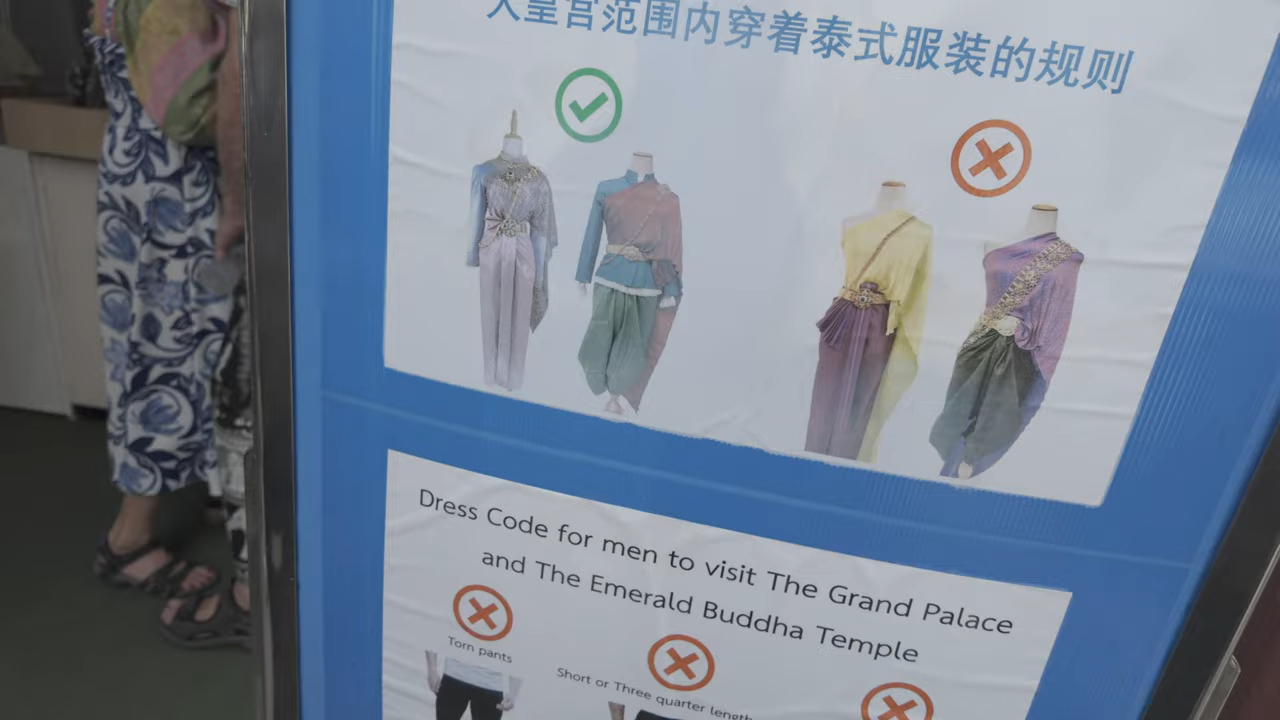 大皇宫范围内穿着泰式服装的规则
Dress Code for men to visit The Grand Palace
and The Emerald Buddha Temple
Torn pants
Short or Three quarter length